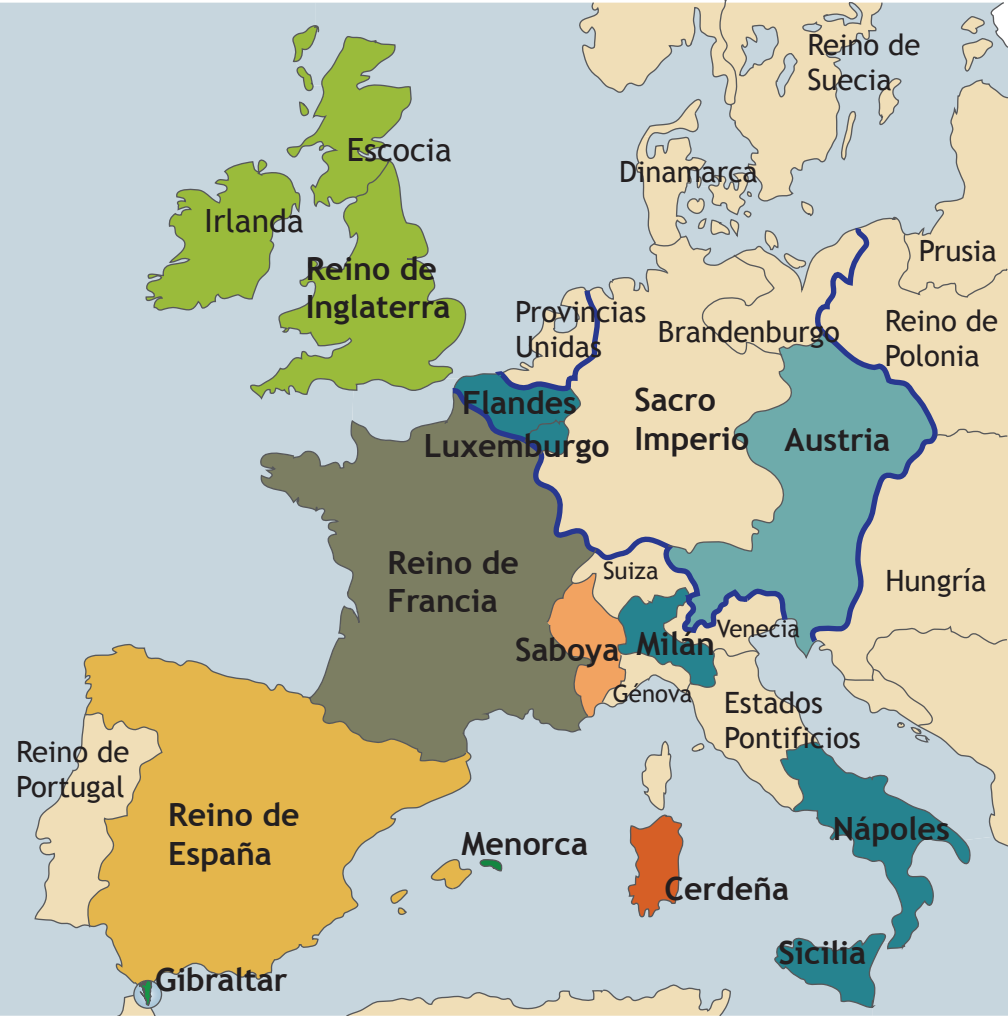 Reino de
Suecia
Escocia
Dinamarca
Irlanda
Prusia
Reino de
Inglaterra
Provincias
Unidas
Brandenburgo
Reino de
Polonia
Flandes
Sacro
Imperio
Luxemburgo
Austria
Reino de
Francia
Suiza
Hungría
Saboya
Milán
Venecia
Génova
Estados
Pontificios
Reino de
Portugal
Reino de
España
Menorca
Nápoles
Cerdeña
Sicilia
Gibraltar